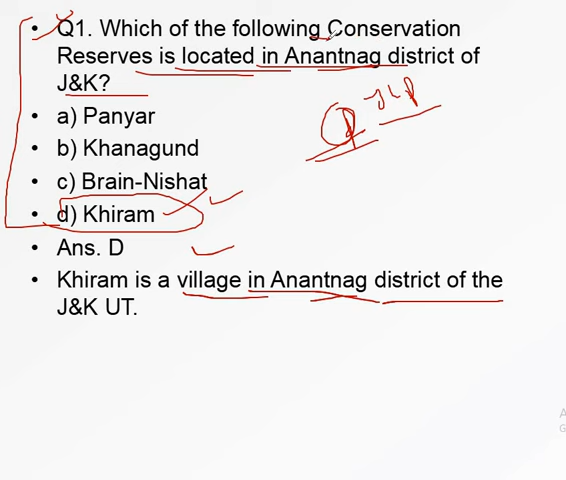 • Q1. Which of the following Conservation
Reserves is located in Anantnag district of
J&K?
• a) Panyar
• b) Khanagund
• c) Brain-Nishat
• d) Khiram
• Ans. D
• Khiram is a village in Anantnag district of the
J&K UT.